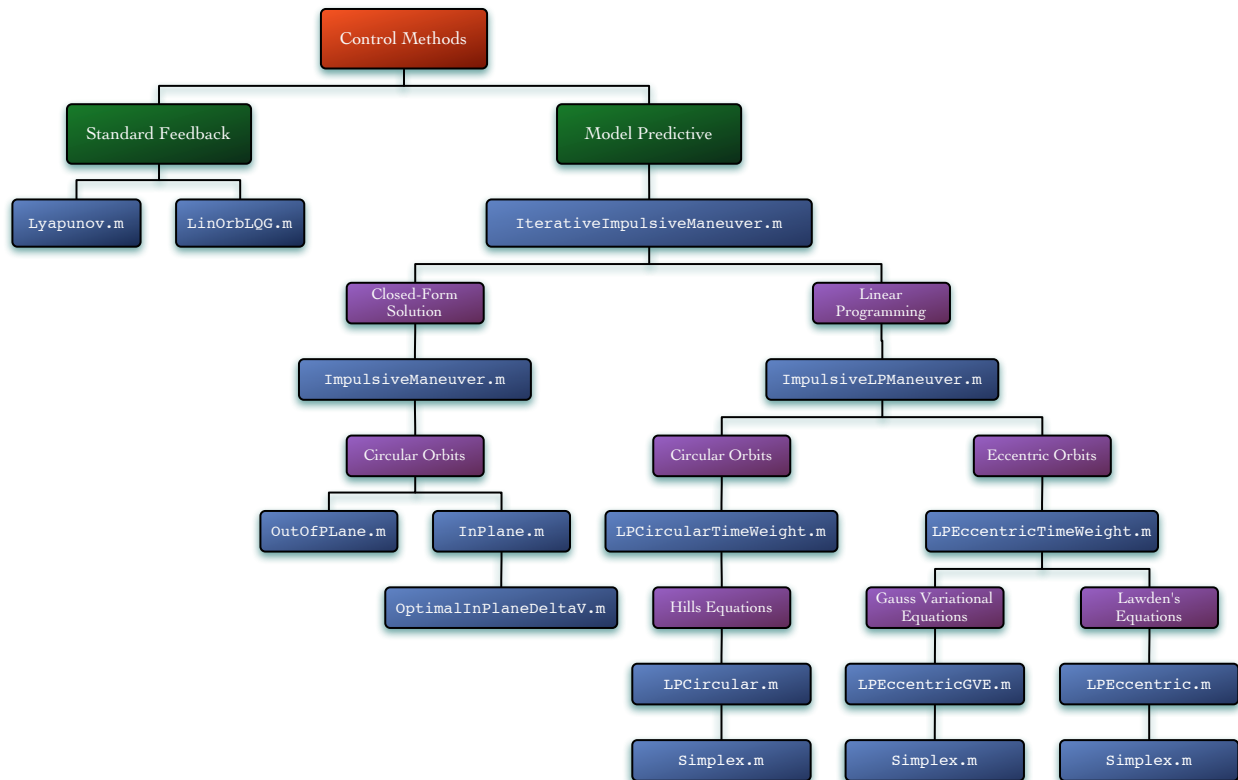 Control Methods
Standard Feedback
Model Predictive
Lyapunov.m
LinOrbLQG.m
IterativeImpulsiveManeuver.m
Closed-Form
Solution
Linear
Programming
ImpulsiveManeuver.m
ImpulsiveLPManeuver.m
Circular Orbits
Circular Orbits
Eccentric Orbits
OutOfPLane.m
InPlane.m
LPCircularTimeWeight.m
LPEccentricTimeWeight.m
OptimalInPlaneDeltaV.m
Hills Equations
Gauss Variational
Equations
Lawden's
Equations
LPCircular.m
LPEccentricGVE.m
LPEccentric.m
Simplex.m
Simplex.m
Simplex.m